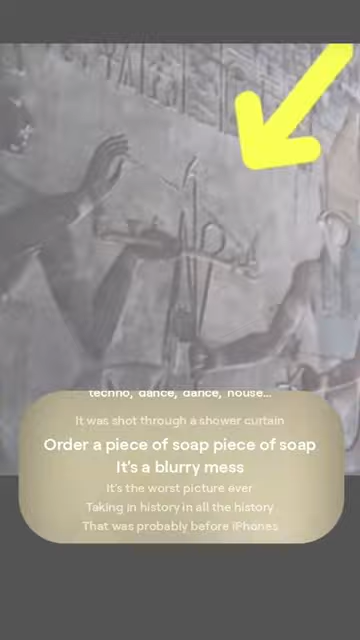 techno, dance, dance, house...
It was shot through a shower curtain
Order a piece of soap piece of soap
It's a blurry mess
It's the worst picture ever
Taking in history in all the history
That was probably before iPhones